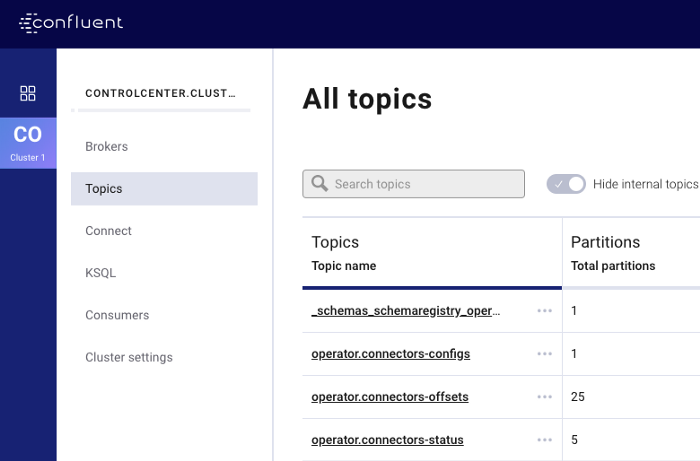 confluent
CO
Cluster 1
CONTROLCENTER.CLUST...
Brokers
Topics
Connect
KSQL
Consumers
Cluster settings
All topics
Search topics
Hide internal topics
Topics Partitions
Topic name Total partitions
_schemas_schemaregistry_oper... 1
operator.connectors-configs 1
operator.connectors-offsets 25
operator.connectors-status 5